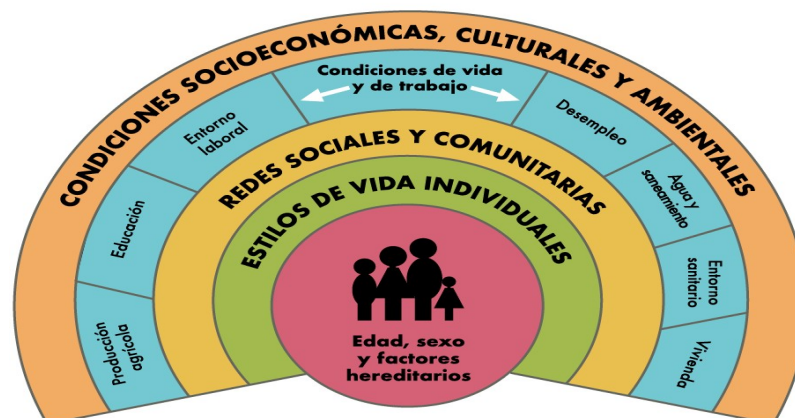 CONDICIONES SOCIOECONÓMICAS, CULTURALES Y AMBIENTALES
Condiciones de vida
y de trabajo
Producción
agrícola
Educación
Entorno
laboral
Desempleo
Agua y
saneamiento
Entorno
sanitario
Vivienda
REDES SOCIALES Y COMUNITARIAS
ESTILOS DE VIDA INDIVIDUALES
Edad, sexo
y factores
hereditarios